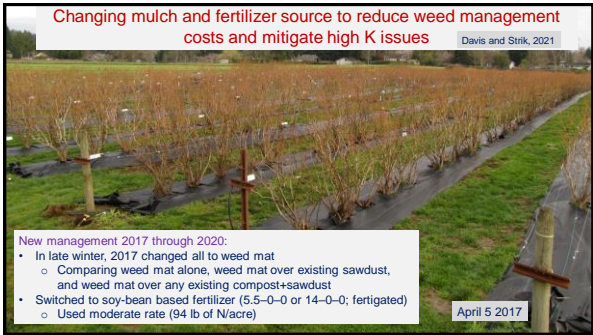 Changing mulch and fertilizer source to reduce weed management
costs and mitigate high K issues
Davis and Strik, 2021
New management 2017 through 2020:
• In late winter, 2017 changed all to weed mat
o Comparing weed mat alone, weed mat over existing sawdust,
and weed mat over any existing compost+sawdust
• Switched to soy-bean based fertilizer (5.5–0–0 or 14–0–0; fertigated)
o Used moderate rate (94 lb of N/acre)
April 5 2017